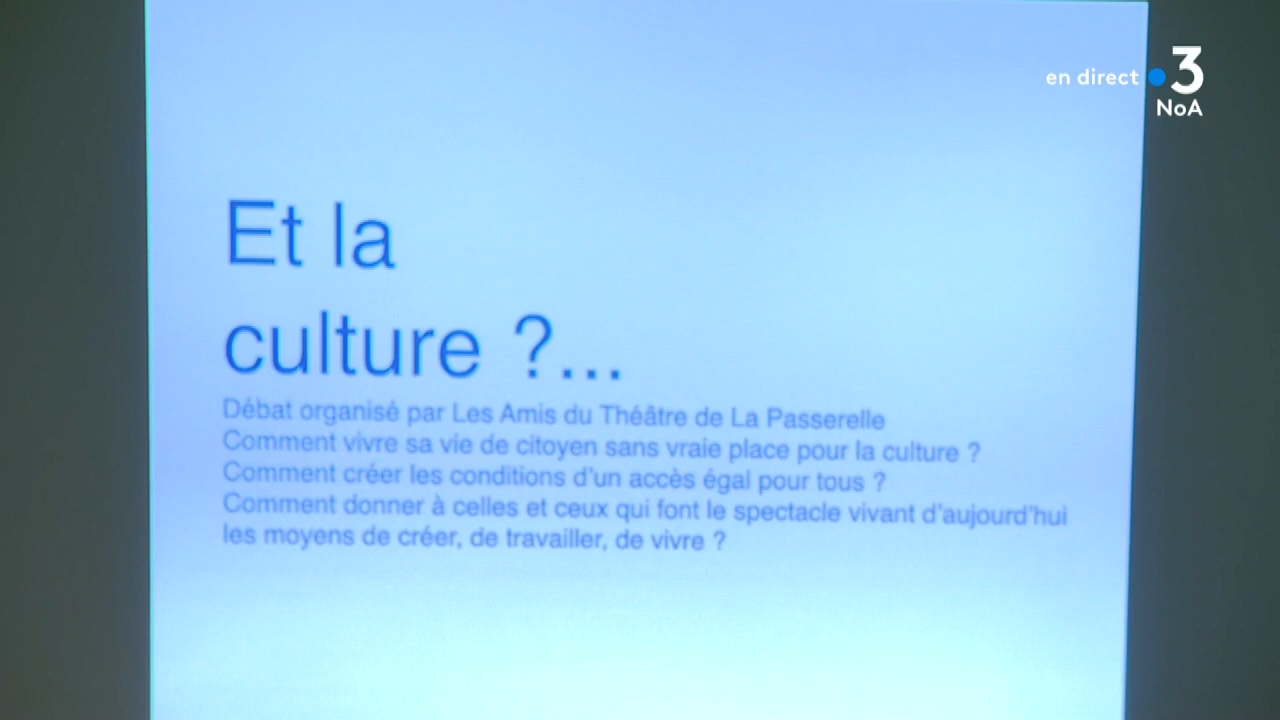 en direct 3
NoA
Et la
culture ?...
Débat organisé par Les Amis du Théâtre de La Passerelle
Comment vivre sa vie de citoyen sans vraie place pour la culture ?
Comment créer les conditions d'un accès égal pour tous ?
Comment donner à celles et ceux qui font le spectacle vivant d'aujourd'hui
les moyens de créer, de travailler, de vivre ?